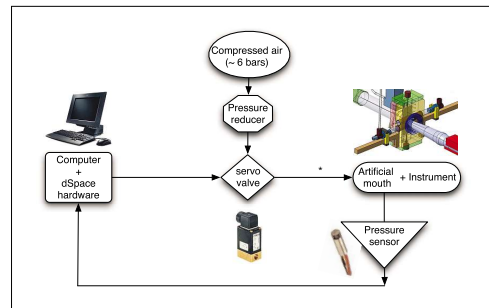 Compressed air
(~ 6 bars)
Pressure
reducer
Computer
+
dSpace
hardware
servo
valve
*
Artificial
mouth
+ Instrument
Pressure
sensor